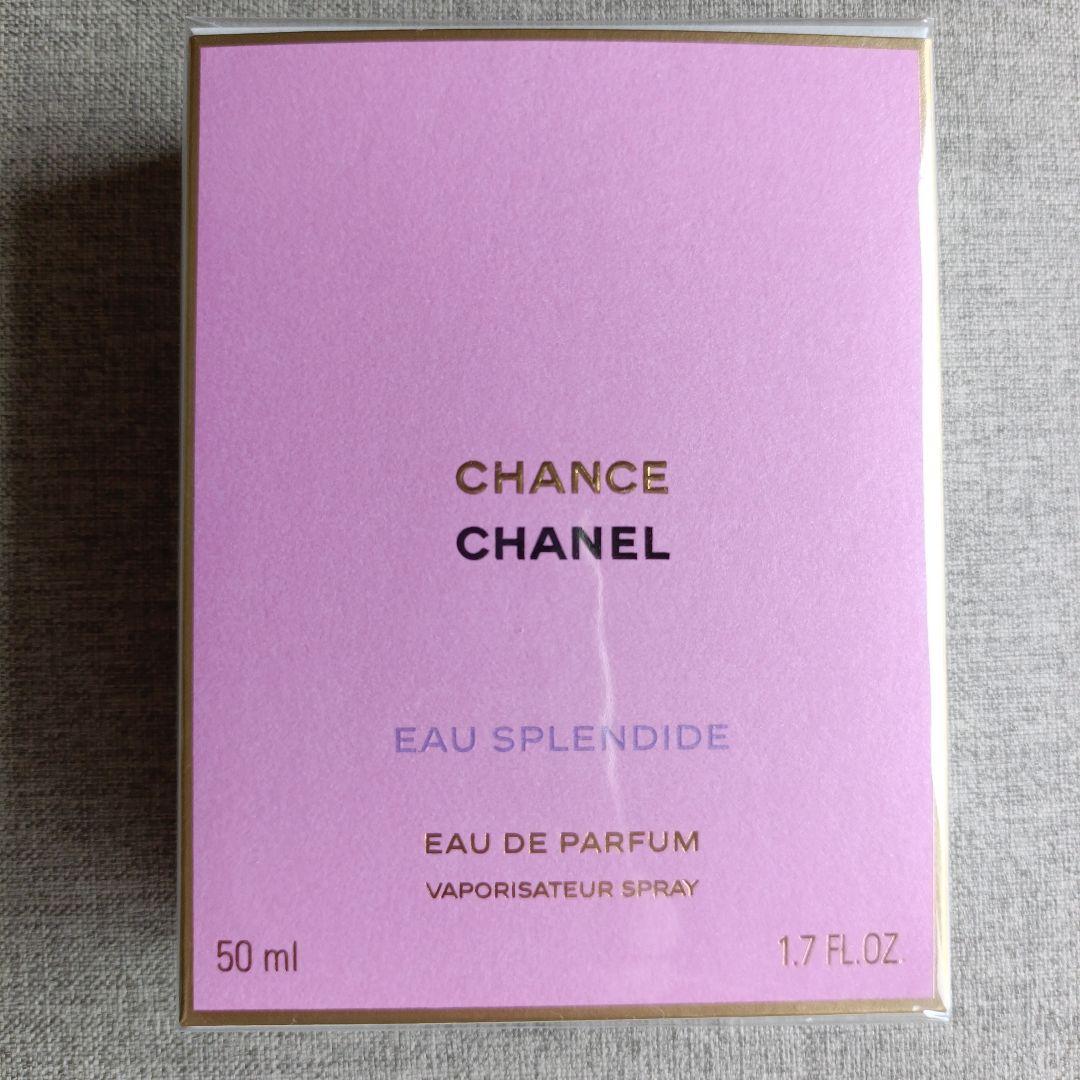 CHANCE
CHANEL
EAU SPLENDIDE
EAU DE PARFUM
VAPORISATEUR SPRAY
50 ml
1.7 FL.OZ.